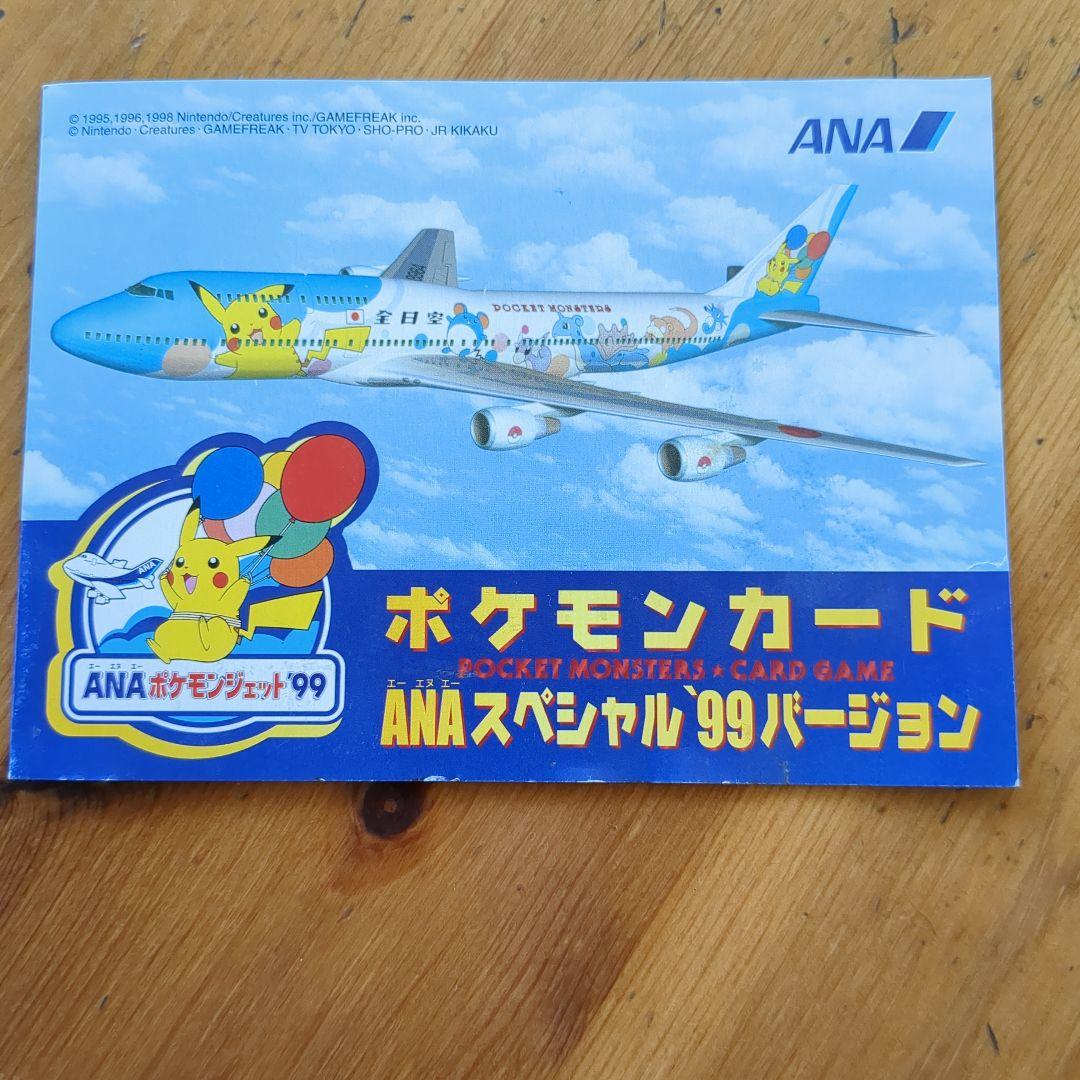 © 1995,1996,1998 Nintendo/Creatures inc./GAMEFREAK inc.
© Nintendo・Creatures・GAMEFREAK・TV TOKYO・SHO-PRO・JR KIKAKU
ANA
全日空
POCKET MONSTERS
ANA
エー エヌ エー
ANAポケモンジェット'99
ポケモンカード
POCKET MONSTERS★CARD GAME
エー エヌ エー
ANAスペシャル'99バージョン